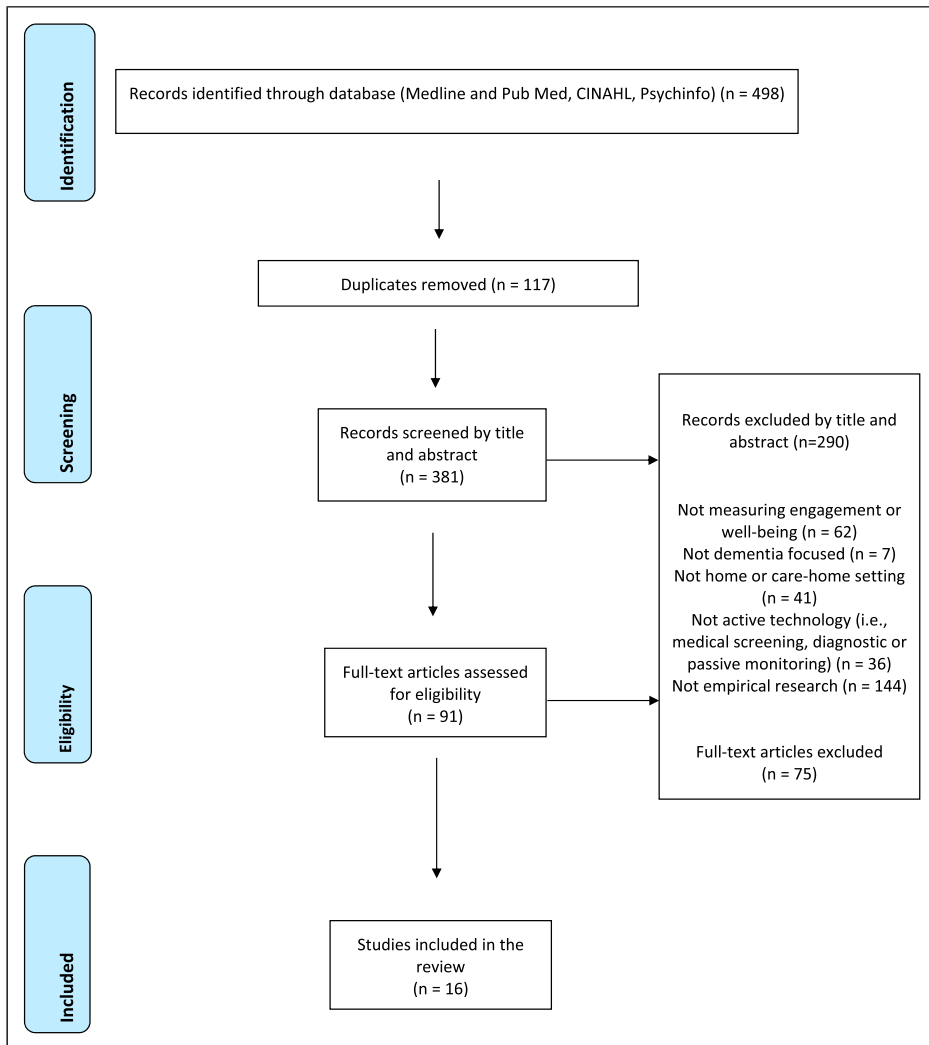 Identification
Records identified through database (Medline and Pub Med, CINAHL, Psychinfo) (n = 498)
Duplicates removed (n = 117)
Screening
Records screened by title
and abstract
(n = 381)
Records excluded by title and
abstract (n=290)
Not measuring engagement or
well-being (n = 62)
Not dementia focused (n = 7)
Not home or care-home setting
(n = 41)
Not active technology (i.e.,
medical screening, diagnostic or
passive monitoring) (n = 36)
Not empirical research (n = 144)
Eligibility
Full-text articles assessed
for eligibility
(n = 91)
Full-text articles excluded
(n = 75)
Included
Studies included in the
review
(n = 16)